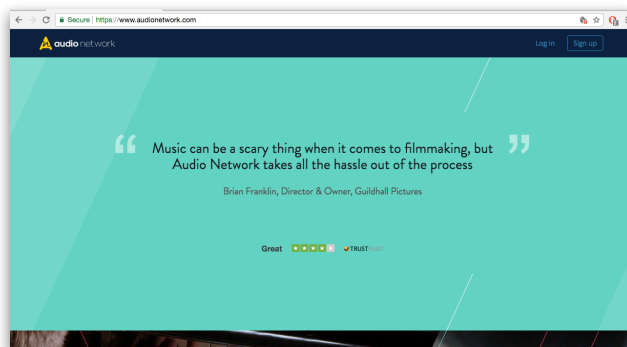 Secure | https://www.audionetwork.com
audio network
Log in
Sign up
“ Music can be a scary thing when it comes to filmmaking, but ”
Audio Network takes all the hassle out of the process
Brian Franklin, Director & Owner, Guildhall Pictures
Great
TRUSTPILOT